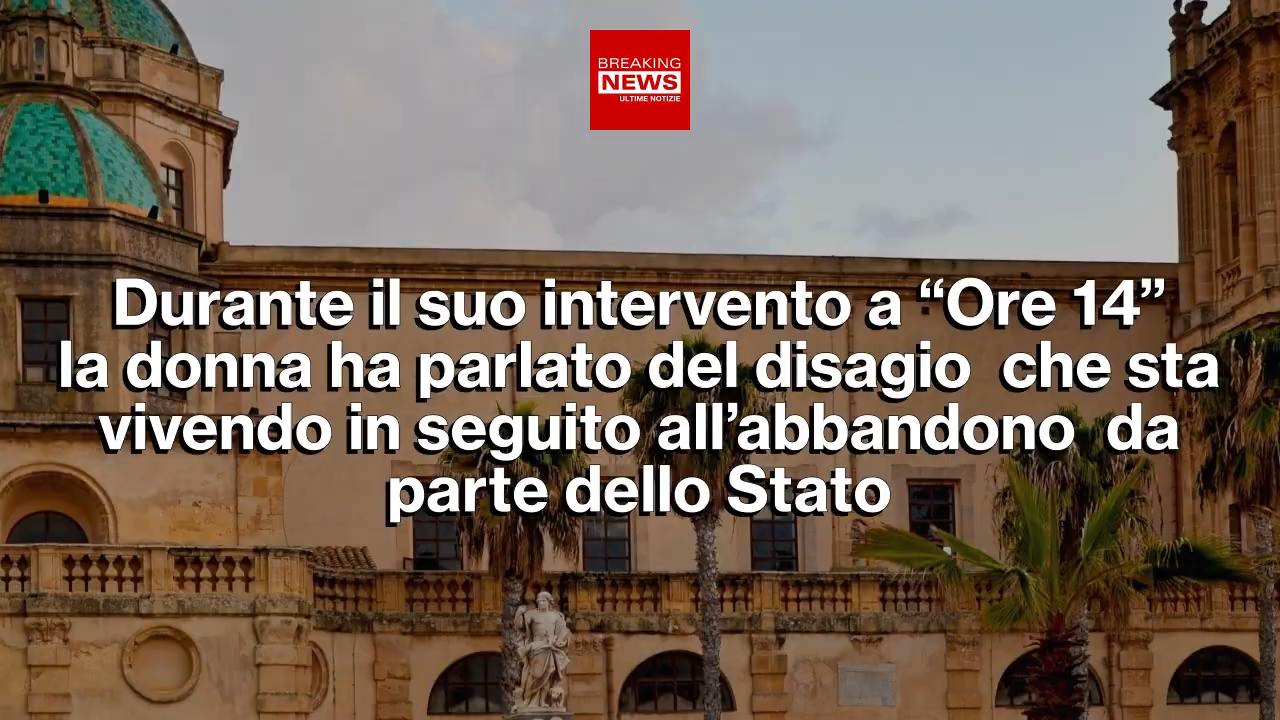 BREAKING
NEWS
ULTIME NOTIZIE
Durante il suo intervento a “Ore 14”
la donna ha parlato del disagio  che sta
vivendo in seguito all’abbandono  da
parte dello Stato